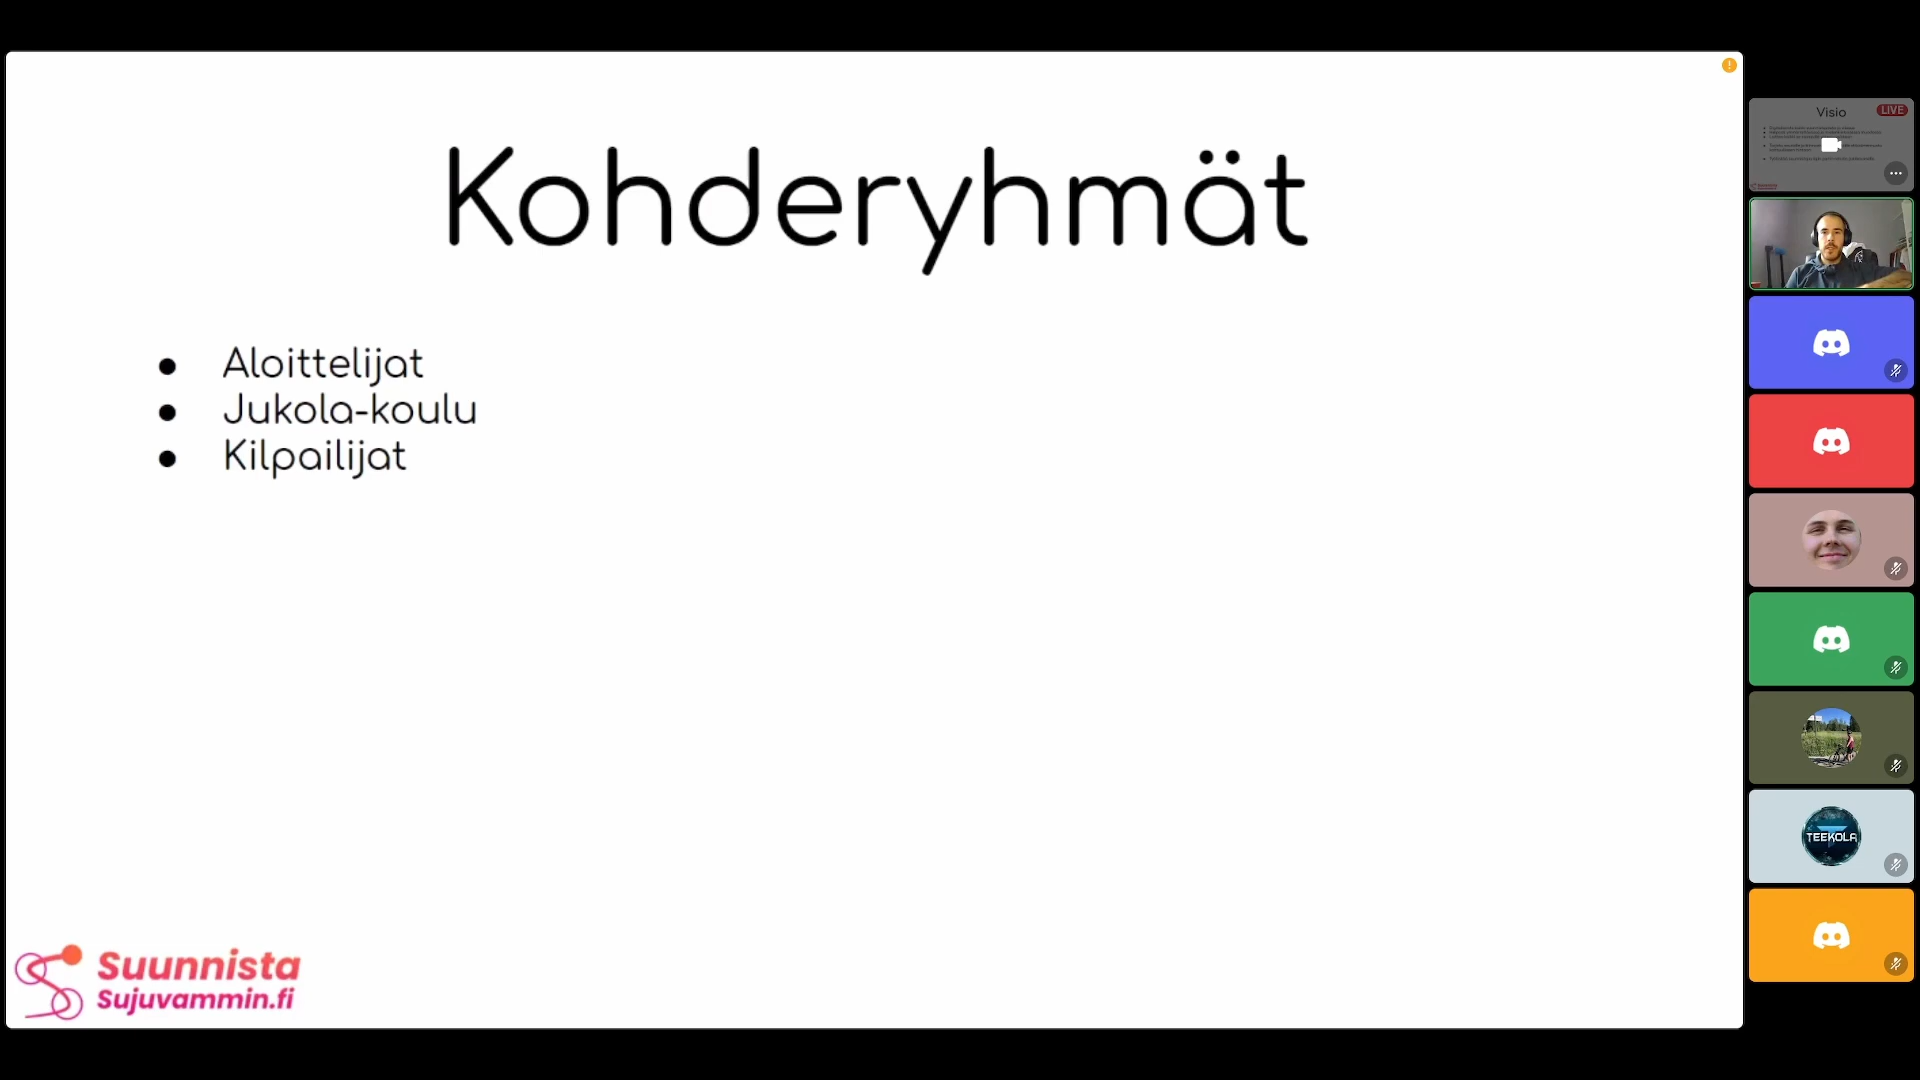 Kohderyhmät
● Aloittelijat
● Jukola-koulu
● Kilpailijat
Suunnista
Sujuvammin.fi
Visio
LIVE
TEEKOLA